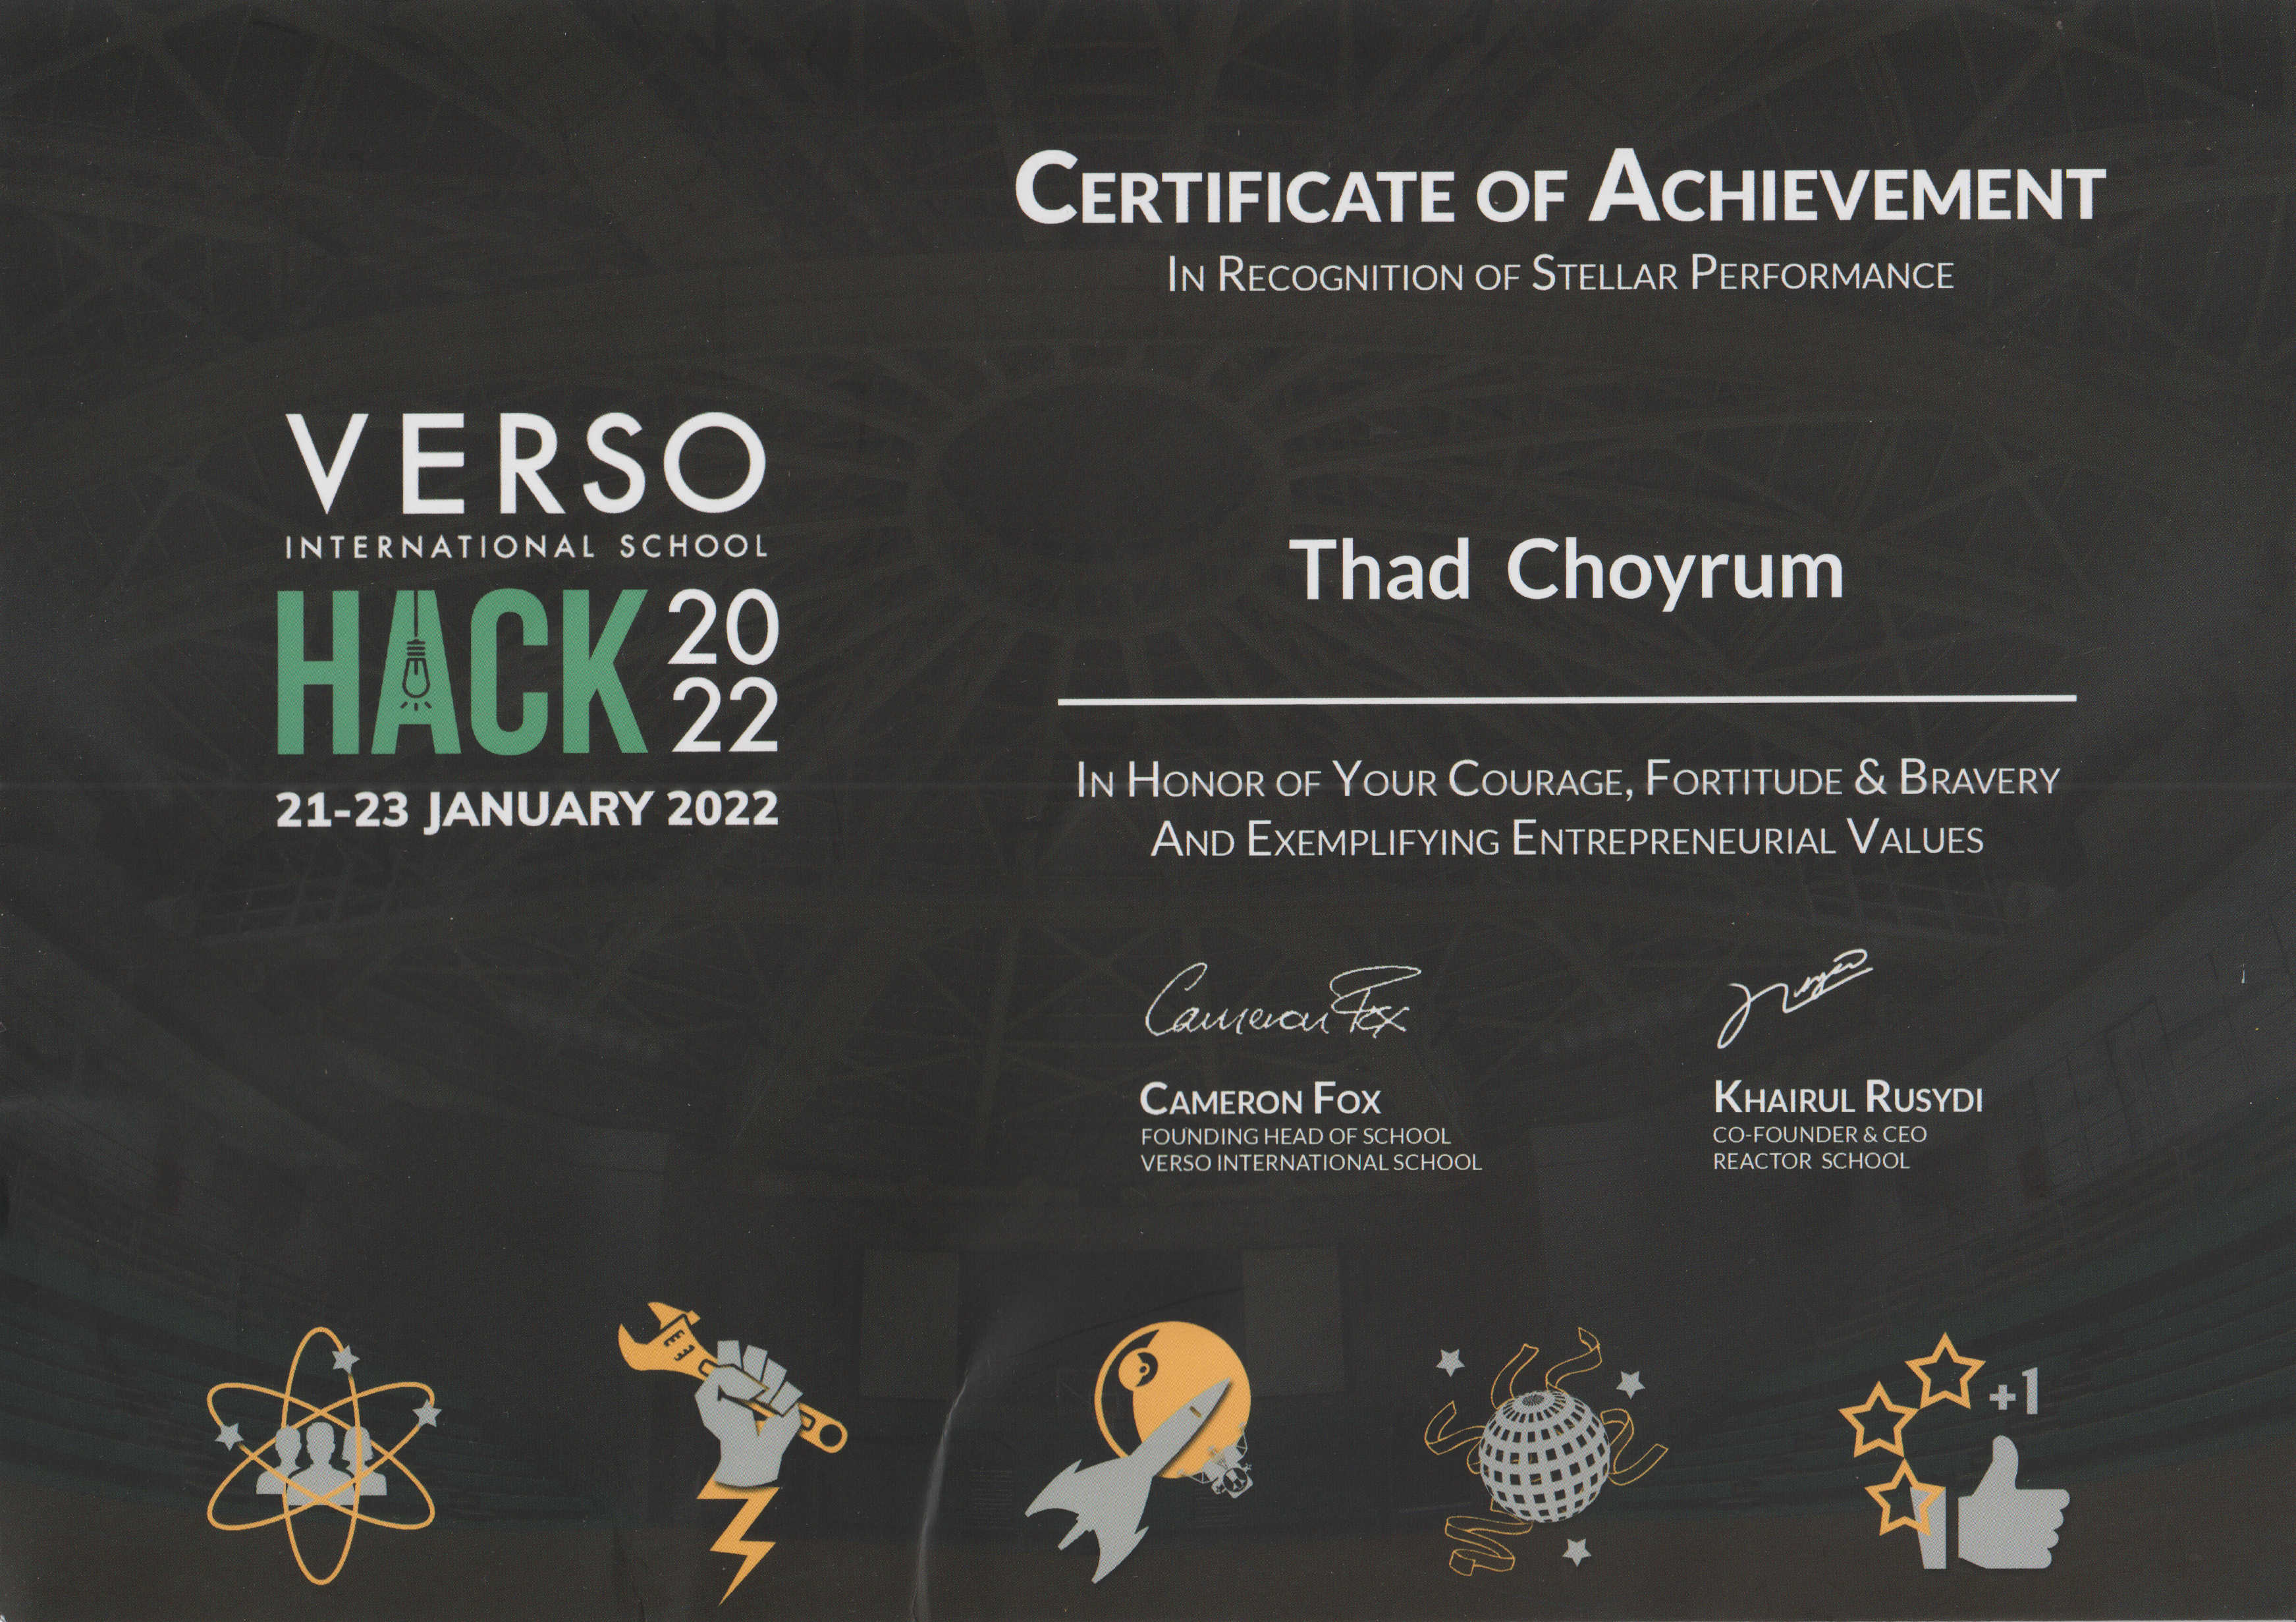 CERTIFICATE OF ACHIEVEMENT
IN RECOGNITION OF STELLAR PERFORMANCE
VERSO
INTERNATIONAL SCHOOL
HACK 20
22
21-23 JANUARY 2022
Thad Choyrum
IN HONOR OF YOUR COURAGE, FORTITUDE & BRAVERY
AND EXEMPLIFYING ENTREPRENEURIAL VALUES
Cameron Fox
CAMERON FOX
FOUNDING HEAD OF SCHOOL
VERSO INTERNATIONAL SCHOOL
KHAIRUL RUSYDI
CO-FOUNDER & CEO
REACTOR SCHOOL
+1